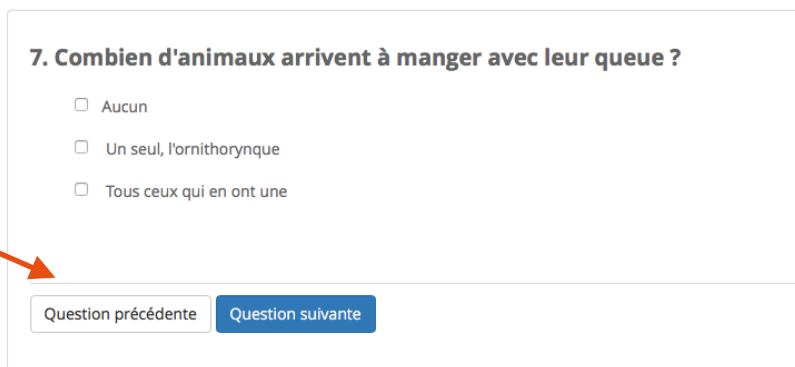 7. Combien d'animaux arrivent à manger avec leur queue ?
Aucun
Un seul, l'ornithorynque
Tous ceux qui en ont une
Question précédente Question suivante